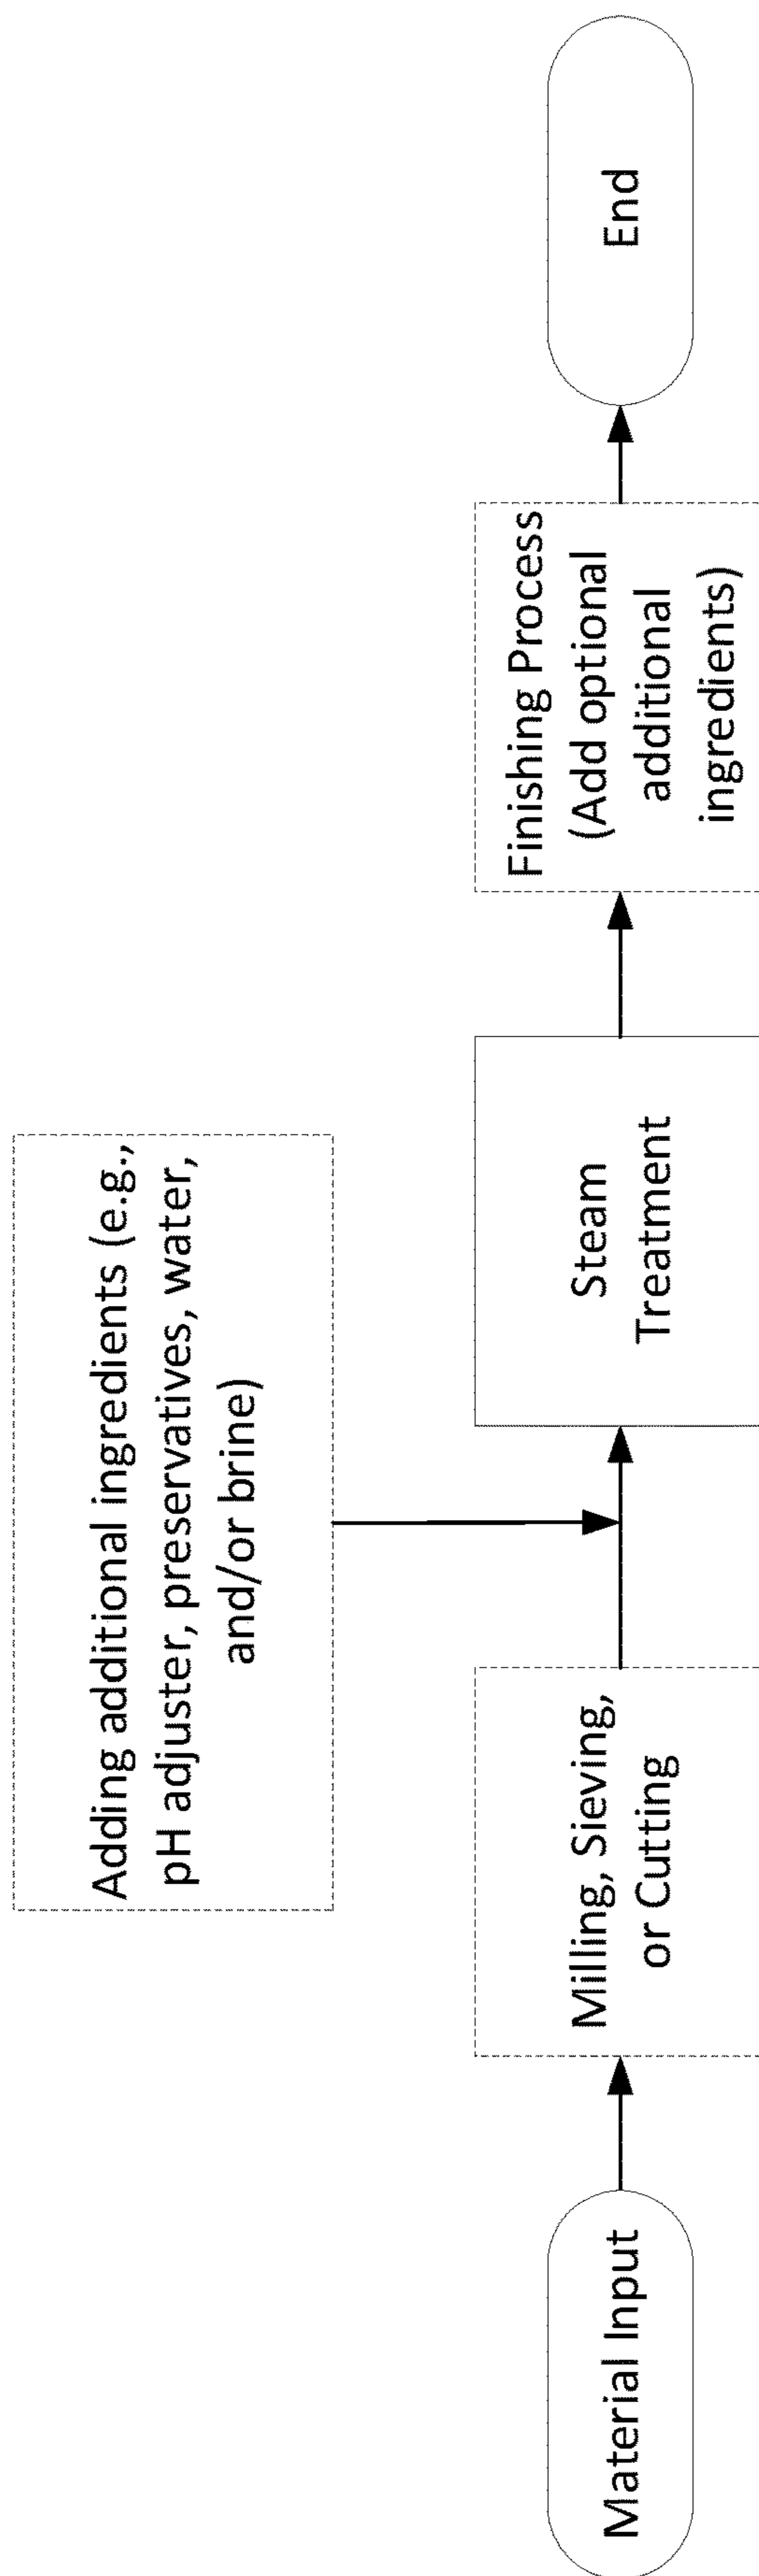 Adding additional ingredients (e.g.,
pH adjuster, preservatives, water,
and/or brine)
Material Input
Milling, Sieving,
or Cutting
Steam
Treatment
Finishing Process
(Add optional
additional
ingredients)
End